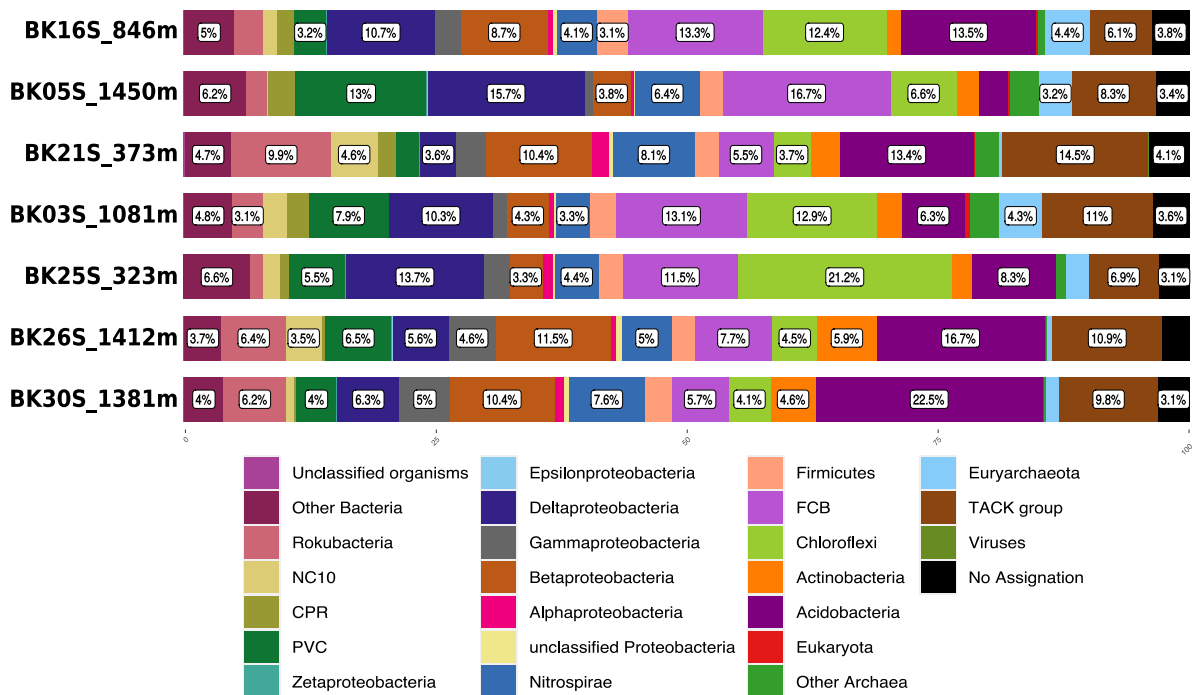 BK16S_846m 5% 3.2% 10.7% 8.7% 4.1% 3.1% 13.3% 12.4% 13.5% 4.4% 6.1% 3.8%
BK05S_1450m 6.2% 13% 15.7% 3.8% 6.4% 16.7% 6.6% 3.2% 8.3% 3.4%
BK21S_373m 4.7% 9.9% 4.6% 3.6% 10.4% 8.1% 5.5% 3.7% 13.4% 14.5% 4.1%
BK03S_1081m 4.8% 3.1% 7.9% 10.3% 4.3% 3.3% 13.1% 12.9% 6.3% 4.3% 11% 3.6%
BK25S_323m 6.6% 5.5% 13.7% 3.3% 4.4% 11.5% 21.2% 8.3% 6.9% 3.1%
BK26S_1412m 3.7% 6.4% 3.5% 6.5% 5.6% 4.6% 11.5% 5% 7.7% 4.5% 5.9% 16.7% 10.9%
BK30S_1381m 4% 6.2% 4% 6.3% 5% 10.4% 7.6% 5.7% 4.1% 4.6% 22.5% 9.8% 3.1%
0 25 50 75 100
Unclassified organisms
Other Bacteria
Rokubacteria
NC10
CPR
PVC
Zetaproteobacteria
Epsilonproteobacteria
Deltaproteobacteria
Gammaproteobacteria
Betaproteobacteria
Alphaproteobacteria
unclassified Proteobacteria
Nitrospirae
Firmicutes
FCB
Chloroflexi
Actinobacteria
Acidobacteria
Eukaryota
Other Archaea
Euryarchaeota
TACK group
Viruses
No Assignation